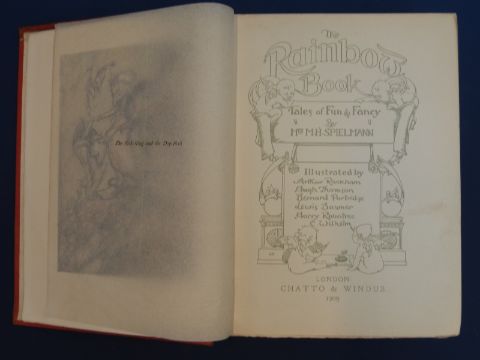 The Fish-King and the Dog-Fish
The
Rainbow
Book
Tales of Fun & Fancy
By
Mrs M.H. SPIELMANN
Illustrated by
Arthur Rackham
Hugh Thomson
Bernard Partridge
Lewis Baumer
Harry Rountree
C. Wilhelm
LONDON
CHATTO & WINDUS
1909